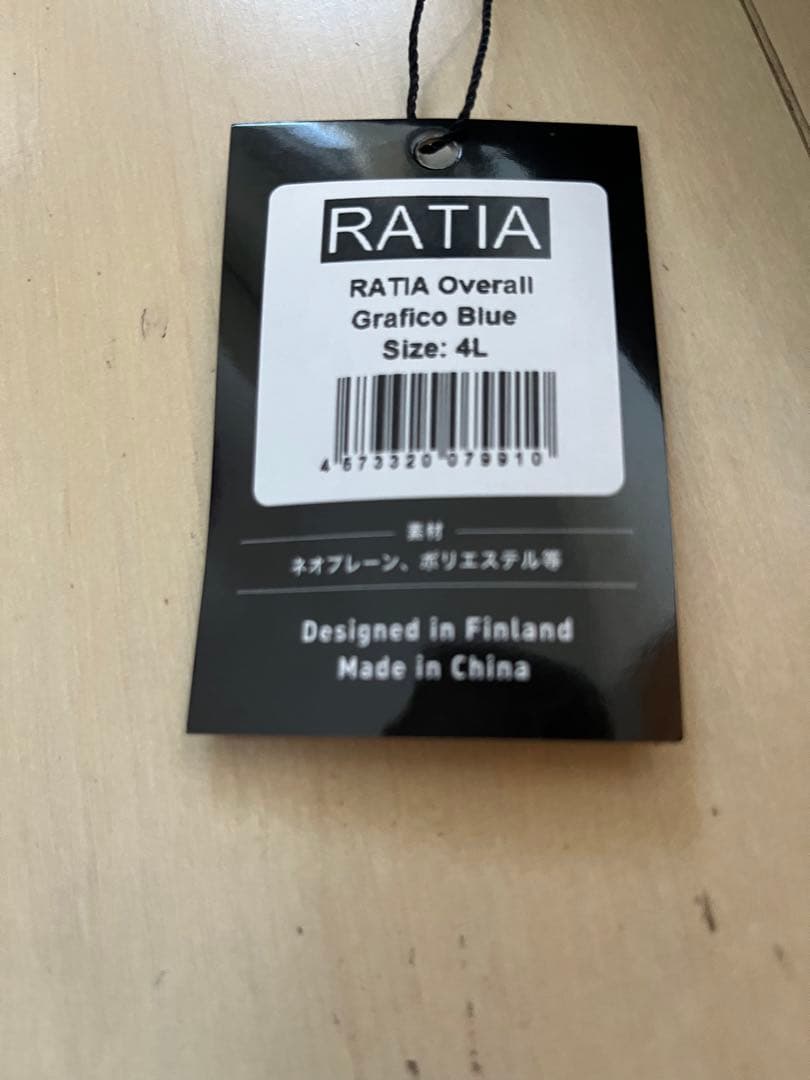 RATIA
RATIA Overall
Grafico Blue
Size: 4L
4 573320 079910
素材
ネオプレーン、ポリエステル等
Designed in Finland
Made in China